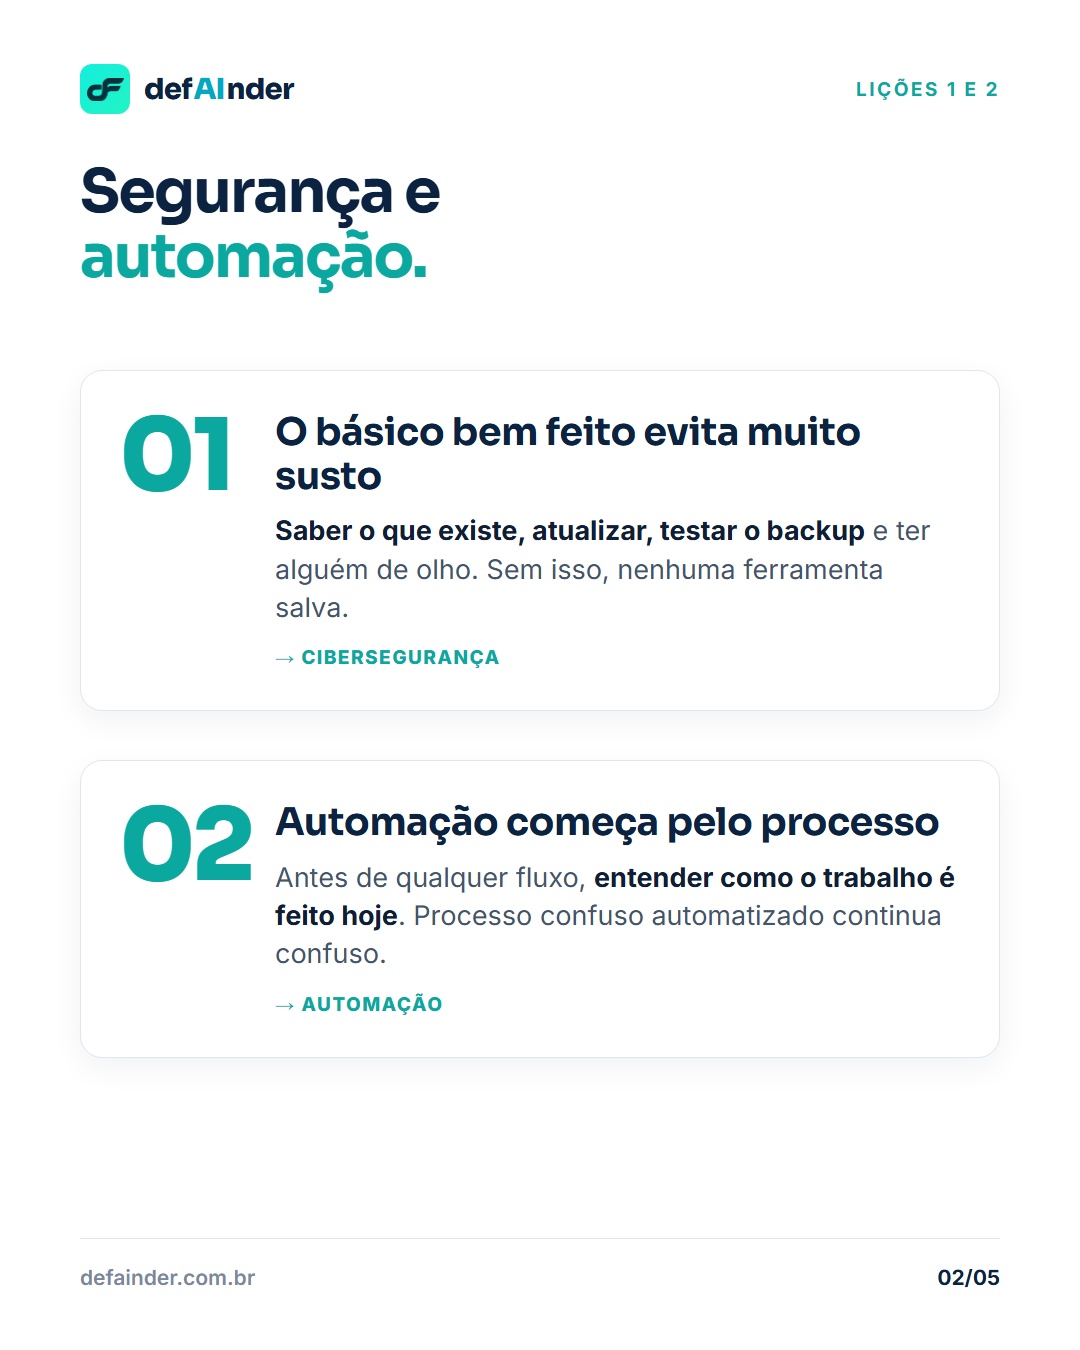 defAInder
LIÇÕES 1 E 2
Segurança e
automação.
01
O básico bem feito evita muito
susto
Saber o que existe, atualizar, testar o backup e ter
alguém de olho. Sem isso, nenhuma ferramenta
salva.
→ CIBERSEGURANÇA
02
Automação começa pelo processo
Antes de qualquer fluxo, entender como o trabalho é
feito hoje. Processo confuso automatizado continua
confuso.
→ AUTOMAÇÃO
defainder.com.br
02/05